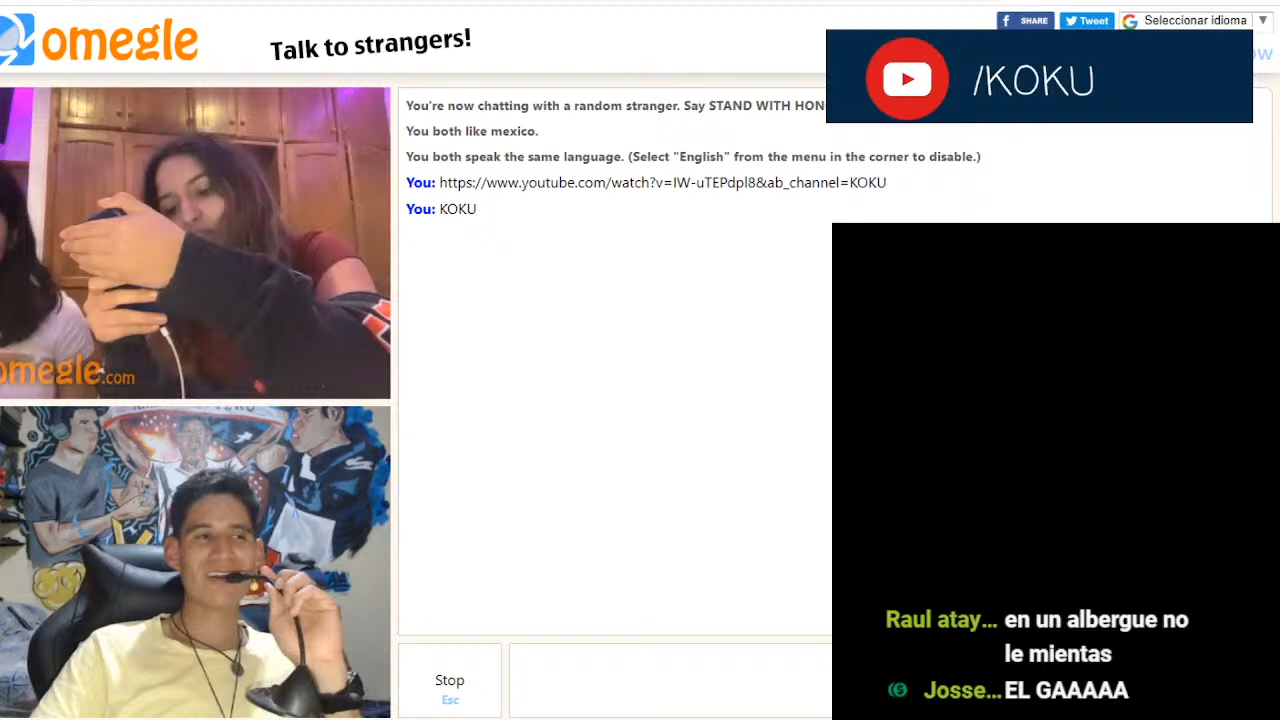 omegle
Talk to strangers!
SHARE
Tweet
Seleccionar idioma
/KOKU
You're now chatting with a random stranger. Say STAND WITH HON
You both like mexico.
You both speak the same language. (Select "English" from the menu in the corner to disable.)
You: https://www.youtube.com/watch?v=IW-uTEPdpl8&ab_channel=KOKU
You: KOKU
omegle.com
Raul atay… en un albergue no
le mientas
Josse… EL GAAAAA
Stop
Esc